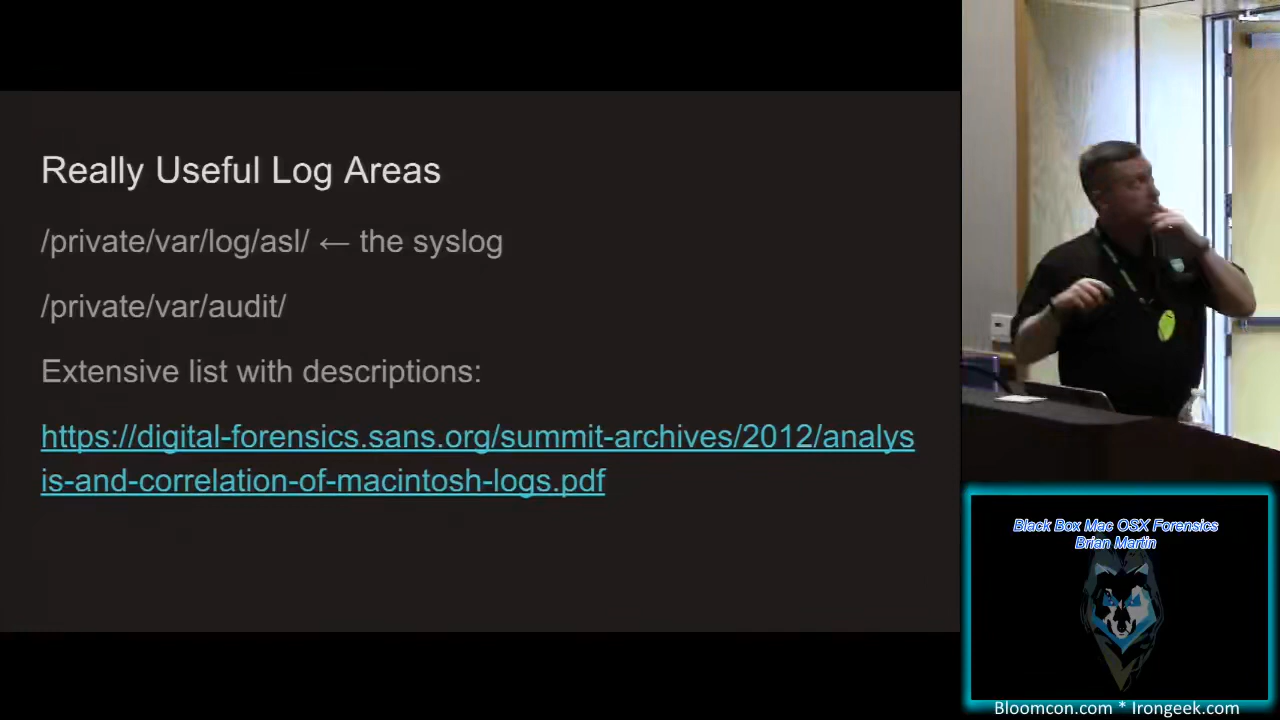 Really Useful Log Areas
/private/var/log/asl/ ← the syslog
/private/var/audit/
Extensive list with descriptions:
https://digital-forensics.sans.org/summit-archives/2012/analys
is-and-correlation-of-macintosh-logs.pdf
Black Box Mac OSX Forensics
Brian Martin
Bloomcon.com * Irongeek.com